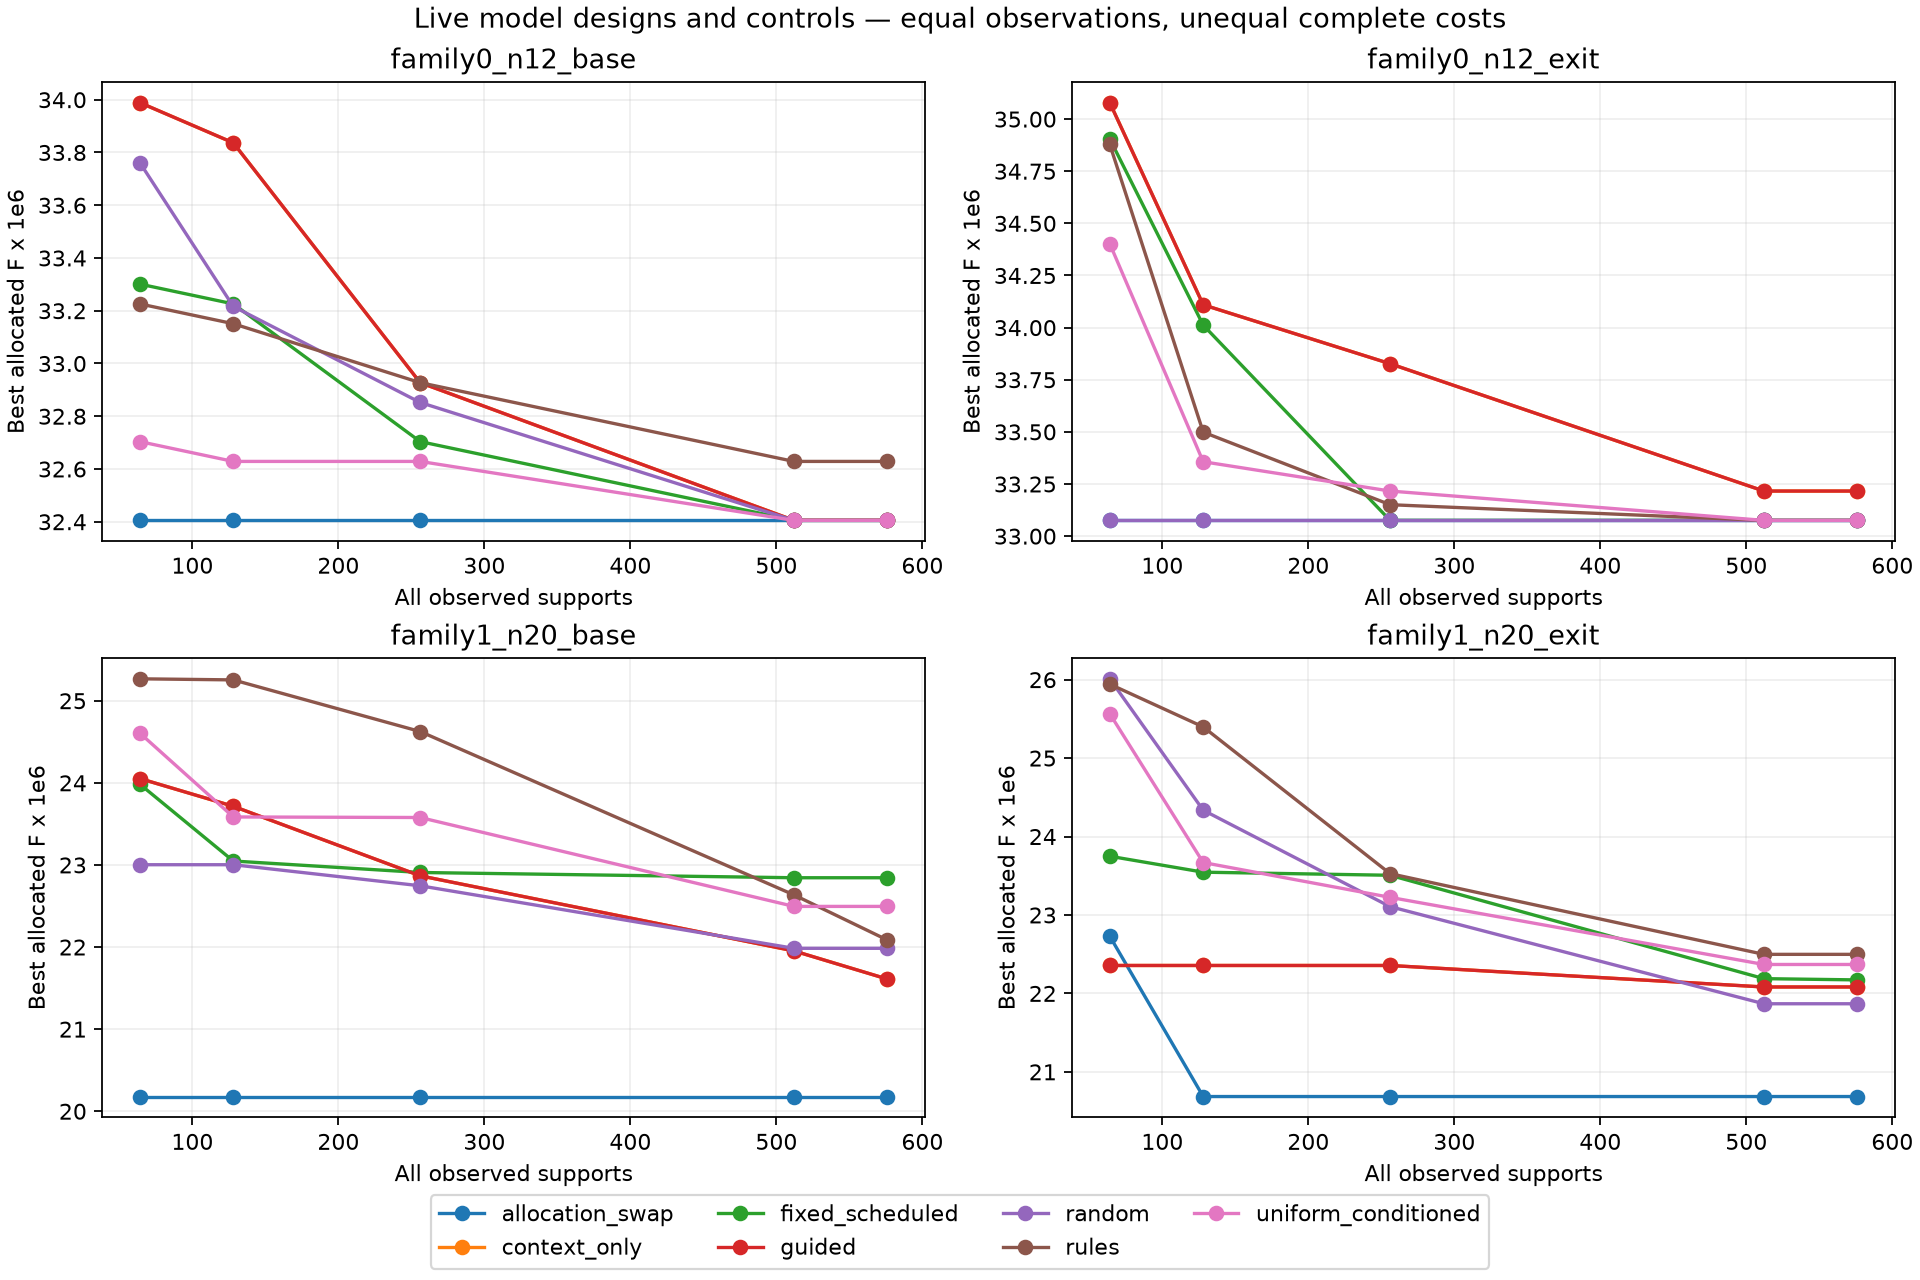 Live model designs and controls — equal observations, unequal complete costs
family0_n12_base
34.0
33.8
33.6
33.4
33.2
33.0
32.8
32.6
32.4
Best allocated F x 1e6
100 200 300 400 500 600
All observed supports
family0_n12_exit
35.00
34.75
34.50
34.25
34.00
33.75
33.50
33.25
33.00
Best allocated F x 1e6
100 200 300 400 500 600
All observed supports
family1_n20_base
25
24
23
22
21
20
Best allocated F x 1e6
100 200 300 400 500 600
All observed supports
family1_n20_exit
26
25
24
23
22
21
Best allocated F x 1e6
100 200 300 400 500 600
All observed supports
allocation_swap fixed_scheduled random uniform_conditioned
context_only guided rules